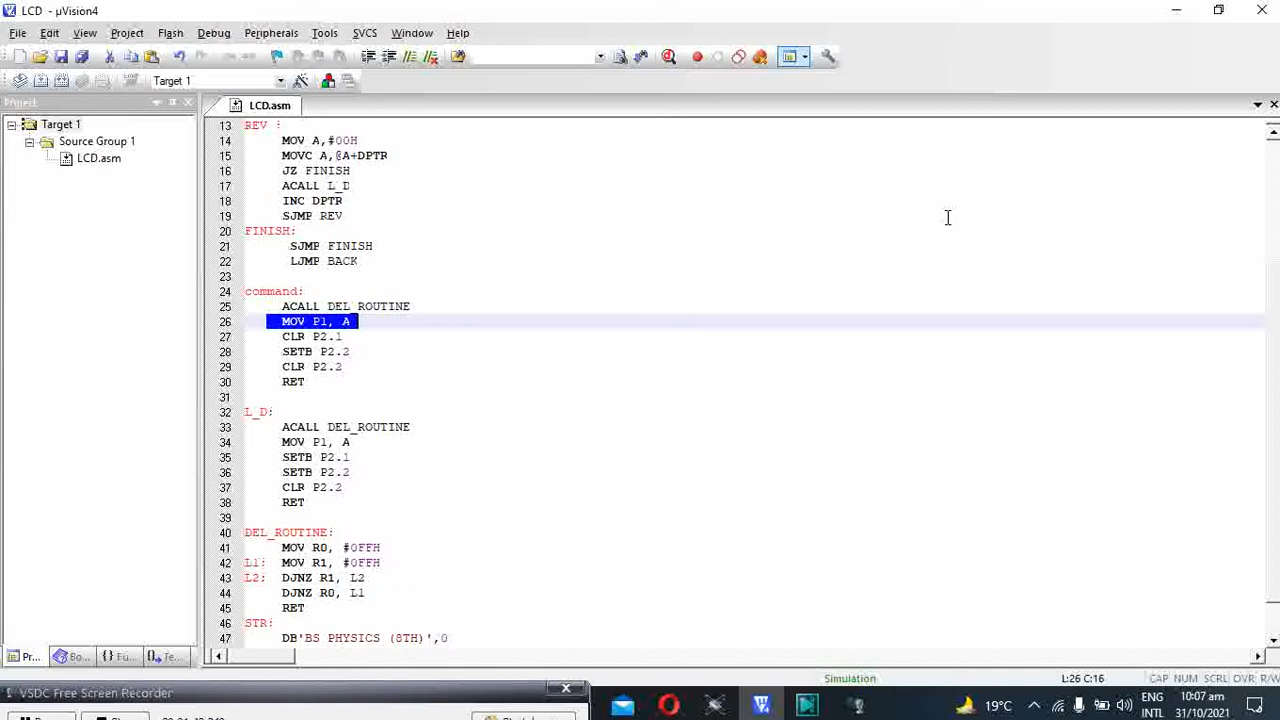 LCD - µVision4
File Edit View Project Flash Debug Peripherals Tools SVCS Window Help
Target 1
Project
LCD.asm
Target 1
Source Group 1
LCD.asm
13 REV :
14 MOV A,#00H
15 MOVC A,@A+DPTR
16 JZ FINISH
17 ACALL L_D
18 INC DPTR
19 SJMP REV
20 FINISH:
21 SJMP FINISH
22 LJMP BACK
23
24 command:
25 ACALL DEL_ROUTINE
26 MOV P1, A
27 CLR P2.1
28 SETB P2.2
29 CLR P2.2
30 RET
31
32 L_D:
33 ACALL DEL_ROUTINE
34 MOV P1, A
35 SETB P2.1
36 SETB P2.2
37 CLR P2.2
38 RET
39
40 DEL_ROUTINE:
41 MOV R0, #0FFH
42 L1: MOV R1, #0FFH
43 L2: DJNZ R1, L2
44 DJNZ R0, L1
45 RET
46 STR:
47 DB'BS PHYSICS (8TH)',0
Pr... Bo... {} Fu... Te...
Simulation L:26 C:16 CAP NUM SCRL OVR R/W
VSDC Free Screen Recorder
19°C ENG INTL 10:07 am 31/10/2021